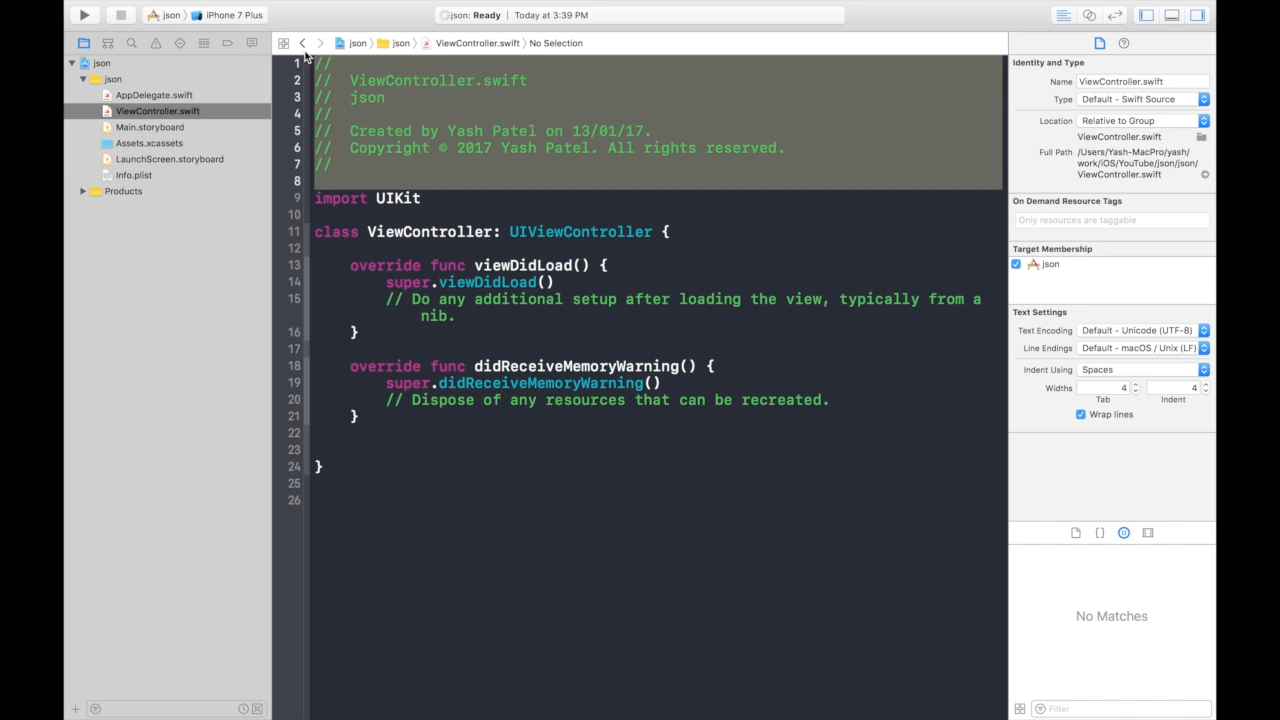 json
iPhone 7 Plus
json: Ready
Today at 3:39 PM
json
json
ViewController.swift
No Selection
json
json
AppDelegate.swift
ViewController.swift
Main.storyboard
Assets.xcassets
LaunchScreen.storyboard
Info.plist
Products
1 //
2 // ViewController.swift
3 // json
4 //
5 // Created by Yash Patel on 13/01/17.
6 // Copyright © 2017 Yash Patel. All rights reserved.
7 //
8
9 import UIKit
10
11 class ViewController: UIViewController {
12
13 override func viewDidLoad() {
14 super.viewDidLoad()
15 // Do any additional setup after loading the view, typically from a
nib.
16 }
17
18 override func didReceiveMemoryWarning() {
19 super.didReceiveMemoryWarning()
20 // Dispose of any resources that can be recreated.
21 }
22
23
24 }
25
26
Identity and Type
Name ViewController.swift
Type Default - Swift Source
Location Relative to Group
ViewController.swift
Full Path /Users/Yash-MacPro/yash/
work/iOS/YouTube/json/json/
ViewController.swift
On Demand Resource Tags
Only resources are taggable
Target Membership
json
Text Settings
Text Encoding Default - Unicode (UTF-8)
Line Endings Default - macOS / Unix (LF)
Indent Using Spaces
Widths 4 4
Tab Indent
Wrap lines
{}
No Matches
Filter